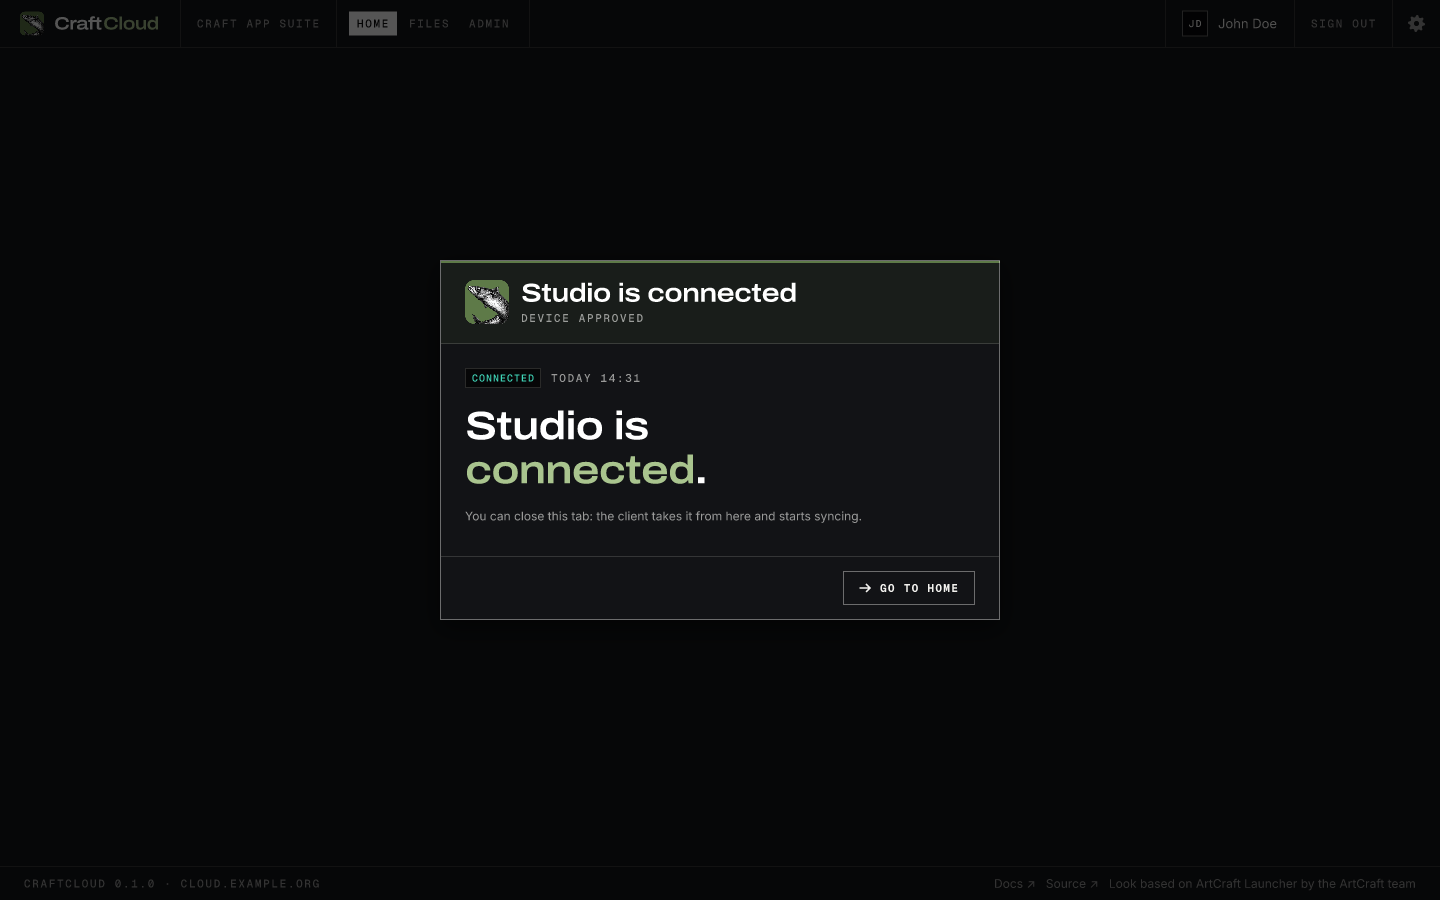 CraftCloud
CRAFT APP SUITE
HOME FILES ADMIN
JD John Doe
SIGN OUT
Studio is connected
DEVICE APPROVED
CONNECTED TODAY 14:31
Studio is
connected.
You can close this tab: the client takes it from here and starts syncing.
→ GO TO HOME
CRAFTCLOUD 0.1.0 · CLOUD.EXAMPLE.ORG
Docs ↗ Source ↗ Look based on ArtCraft Launcher by the ArtCraft team